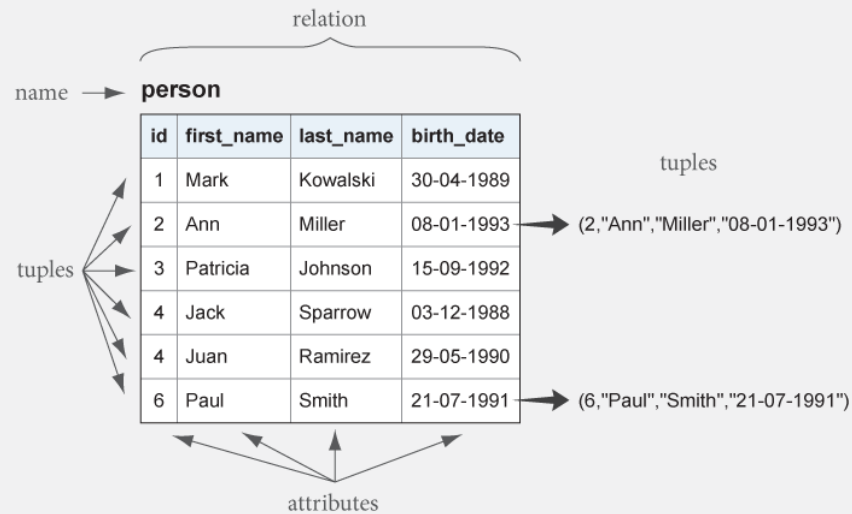 relation
name person
id first_name last_name birth_date
tuples
1 Mark Kowalski 30-04-1989
2 Ann Miller 08-01-1993 (2,"Ann","Miller","08-01-1993")
tuples 3 Patricia Johnson 15-09-1992
4 Jack Sparrow 03-12-1988
4 Juan Ramirez 29-05-1990
6 Paul Smith 21-07-1991 (6,"Paul","Smith","21-07-1991")
attributes